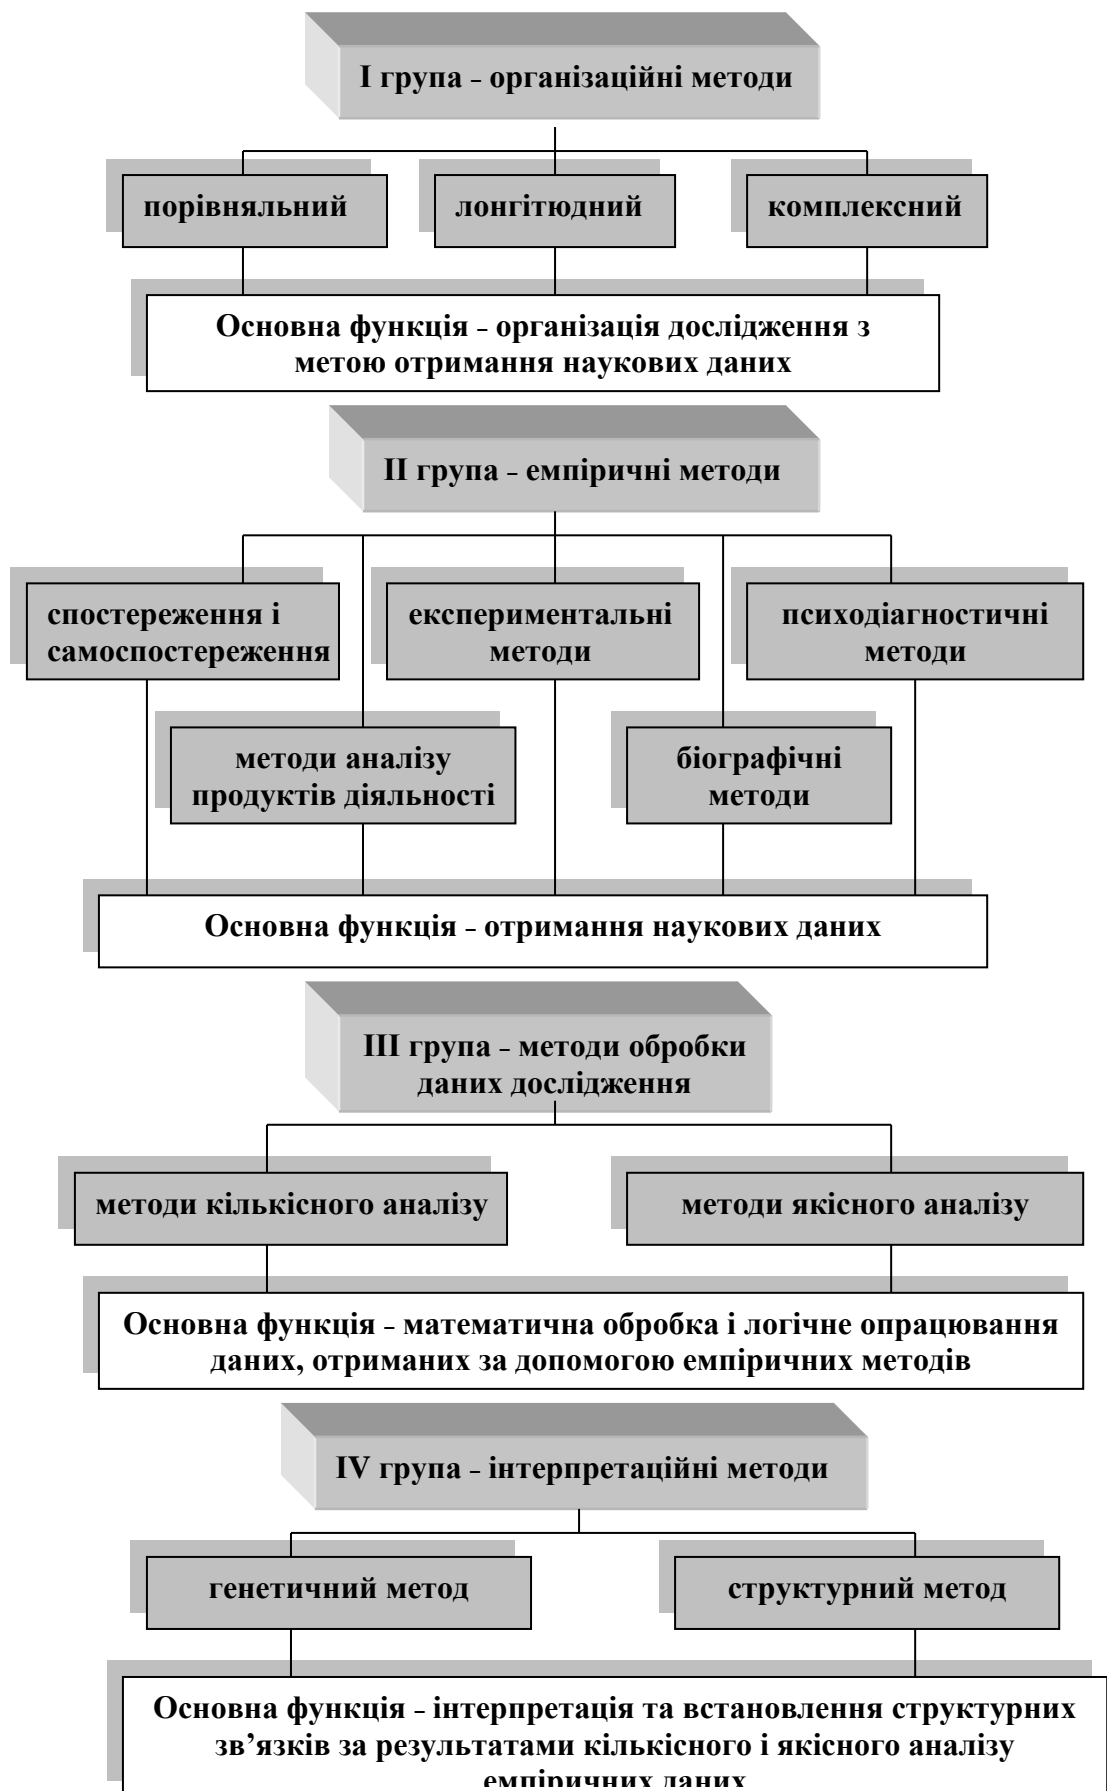 I група - організаційні методи
порівняльний
лонгітюдний
комплексний
Основна функція - організація дослідження з
метою отримання наукових даних
II група - емпіричні методи
спостереження і
самоспостереження
експериментальні
методи
психодіагностичні
методи
методи аналізу
продуктів діяльності
біографічні
методи
Основна функція - отримання наукових даних
III група - методи обробки
даних дослідження
методи кількісного аналізу
методи якісного аналізу
Основна функція - математична обробка і логічне опрацювання
даних, отриманих за допомогою емпіричних методів
IV група - інтерпретаційні методи
генетичний метод
структурний метод
Основна функція - інтерпретація та встановлення структурних
зв’язків за результатами кількісного і якісного аналізу
емпіричних даних